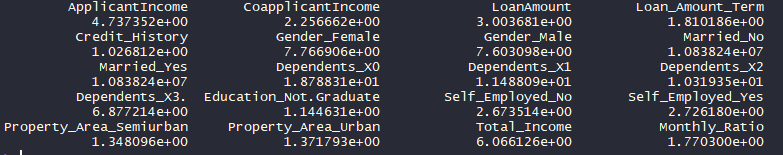 ApplicantIncome CoapplicantIncome LoanAmount Loan_Amount_Term
4.737352e+00 2.256662e+00 3.003681e+00 1.810186e+00
Credit_History Gender_Female Gender_Male Married_No
1.026812e+00 7.766906e+00 7.603098e+00 1.083824e+07
Married_Yes Dependents_X0 Dependents_X1 Dependents_X2
1.083824e+07 1.878831e+01 1.148809e+01 1.031935e+01
Dependents_X3. Education_Not.Graduate Self_Employed_No Self_Employed_Yes
6.877214e+00 1.144631e+00 2.673514e+00 2.726180e+00
Property_Area_Semiurban Property_Area_Urban Total_Income Monthly_Ratio
1.348096e+00 1.371793e+00 6.066126e+00 1.770300e+00